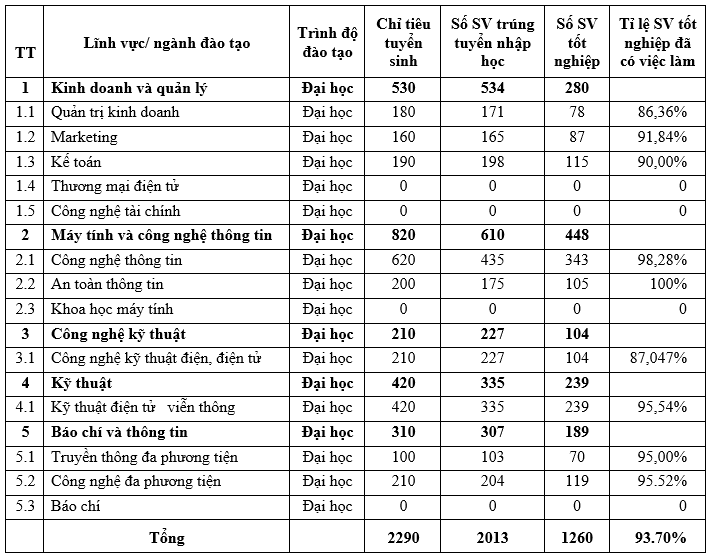 TT | Lĩnh vực/ ngành đào tạo | Trình độ đào tạo | Chỉ tiêu tuyển sinh | Số SV trúng tuyển nhập học | Số SV tốt nghiệp | Tỉ lệ SV tốt nghiệp đã có việc làm
1 | Kinh doanh và quản lý | Đại học | 530 | 534 | 280
1.1 | Quản trị kinh doanh | Đại học | 180 | 171 | 78 | 86,36%
1.2 | Marketing | Đại học | 160 | 165 | 87 | 91,84%
1.3 | Kế toán | Đại học | 190 | 198 | 115 | 90,00%
1.4 | Thương mại điện tử | Đại học | 0 | 0 | 0 | 0
1.5 | Công nghệ tài chính | Đại học | 0 | 0 | 0 | 0
2 | Máy tính và công nghệ thông tin | Đại học | 820 | 610 | 448
2.1 | Công nghệ thông tin | Đại học | 620 | 435 | 343 | 98,28%
2.2 | An toàn thông tin | Đại học | 200 | 175 | 105 | 100%
2.3 | Khoa học máy tính | Đại học | 0 | 0 | 0 | 0
3 | Công nghệ kỹ thuật | Đại học | 210 | 227 | 104
3.1 | Công nghệ kỹ thuật điện, điện tử | Đại học | 210 | 227 | 104 | 87,047%
4 | Kỹ thuật | Đại học | 420 | 335 | 239
4.1 | Kỹ thuật điện tử viễn thông | Đại học | 420 | 335 | 239 | 95,54%
5 | Báo chí và thông tin | Đại học | 310 | 307 | 189
5.1 | Truyền thông đa phương tiện | Đại học | 100 | 103 | 70 | 95,00%
5.2 | Công nghệ đa phương tiện | Đại học | 210 | 204 | 119 | 95.52%
5.3 | Báo chí | Đại học | 0 | 0 | 0 | 0
Tổng | 2290 | 2013 | 1260 | 93.70%